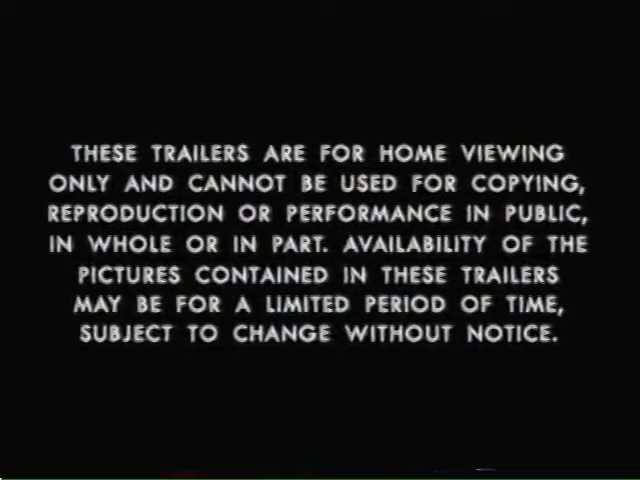 THESE TRAILERS ARE FOR HOME VIEWING
ONLY AND CANNOT BE USED FOR COPYING,
REPRODUCTION OR PERFORMANCE IN PUBLIC,
IN WHOLE OR IN PART. AVAILABILITY OF THE
PICTURES CONTAINED IN THESE TRAILERS
MAY BE FOR A LIMITED PERIOD OF TIME,
SUBJECT TO CHANGE WITHOUT NOTICE.